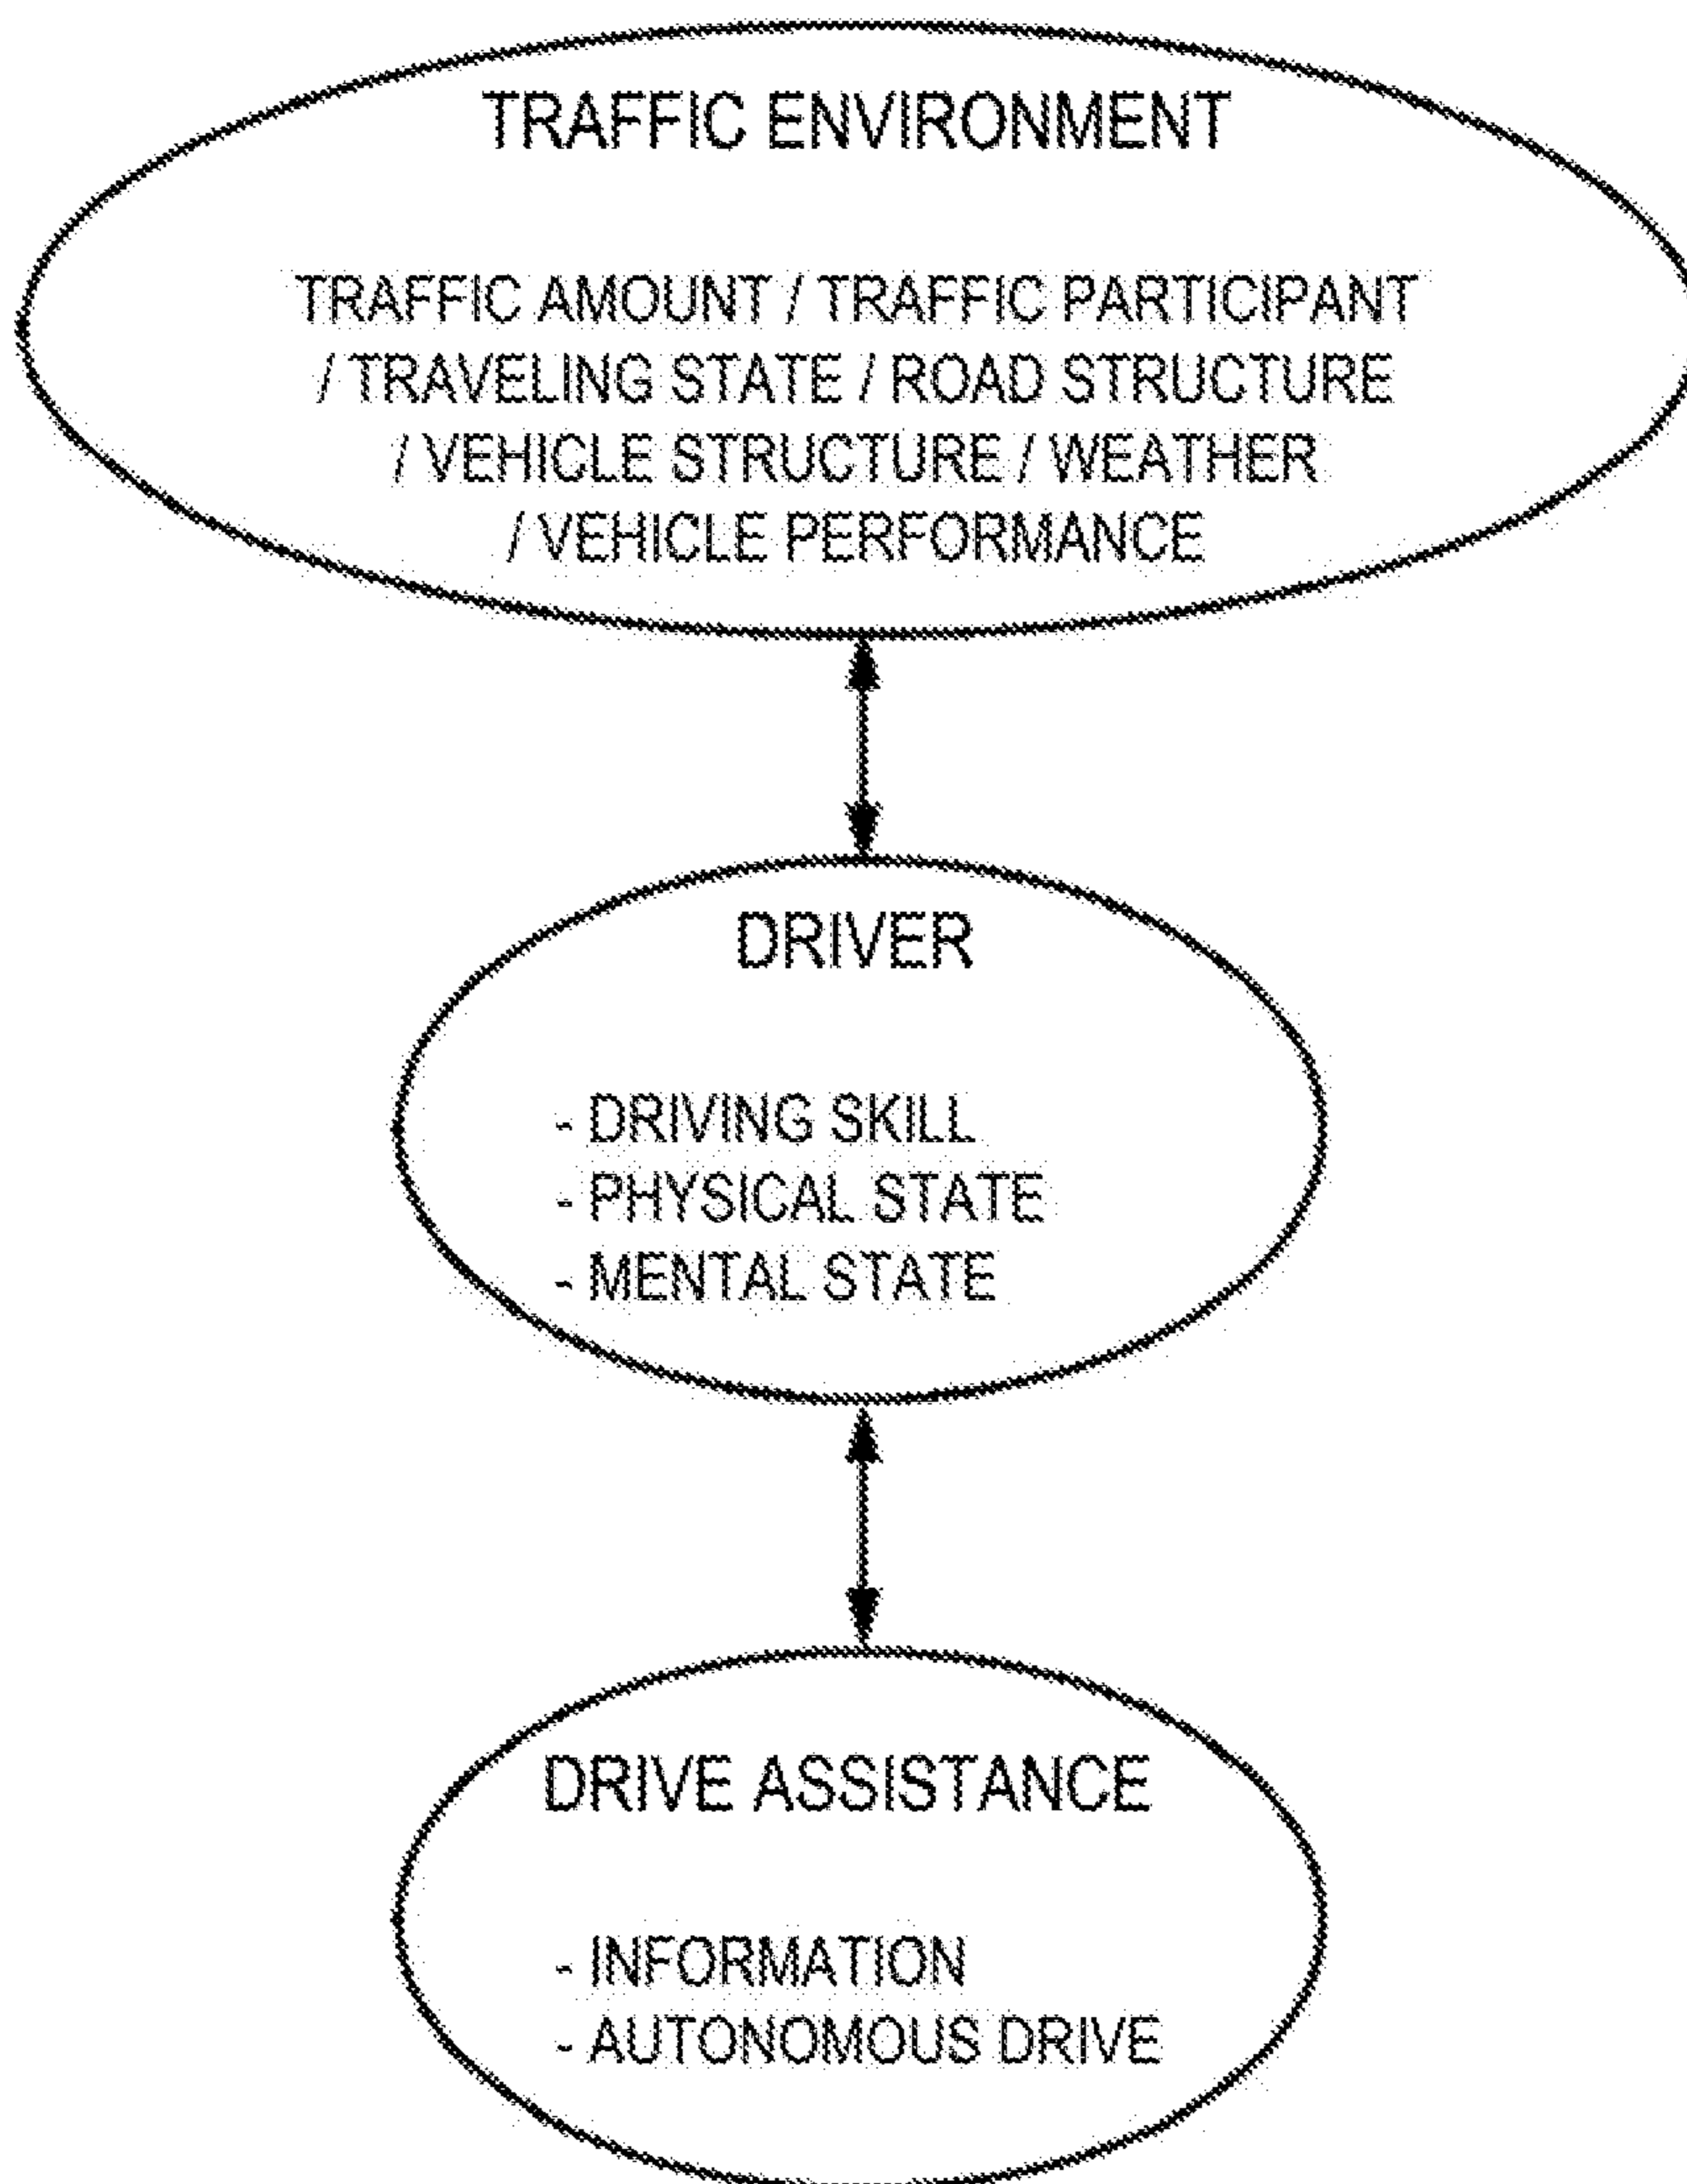 TRAFFIC ENVIRONMENT
TRAFFIC AMOUNT / TRAFFIC PARTICIPANT
/ TRAVELING STATE / ROAD STRUCTURE
/ VEHICLE STRUCTURE / WEATHER
/ VEHICLE PERFORMANCE
DRIVER
- DRIVING SKILL
- PHYSICAL STATE
- MENTAL STATE
DRIVE ASSISTANCE
- INFORMATION
- AUTONOMOUS DRIVE